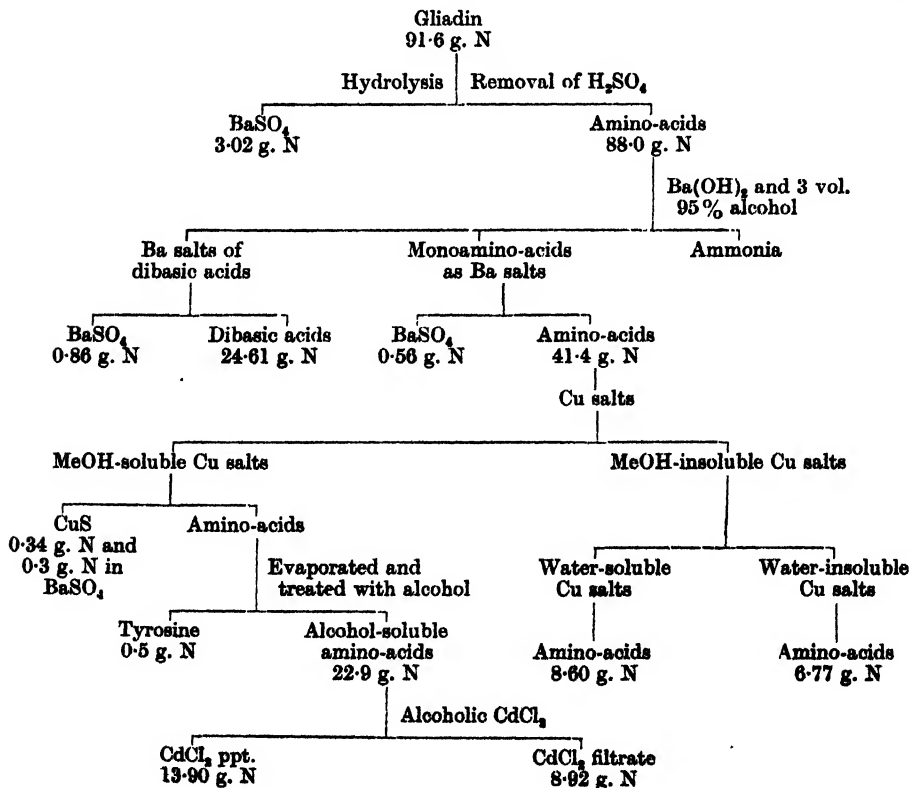 Gliadin
91·6 g. N
Hydrolysis Removal of H₂SO₄
BaSO₄ Amino-acids
3·02 g. N 88·0 g. N
Ba(OH)₂ and 3 vol.
95% alcohol
Ba salts of Monoamino-acids Ammonia
dibasic acids as Ba salts
BaSO₄ Dibasic acids BaSO₄ Amino-acids
0·86 g. N 24·61 g. N 0·56 g. N 41·4 g. N
Cu salts
MeOH-soluble Cu salts MeOH-insoluble Cu salts
CuS Amino-acids
0·34 g. N and
0·3 g. N in
BaSO₄
Evaporated and
treated with alcohol
Water-soluble Water-insoluble
Cu salts Cu salts
Tyrosine Alcohol-soluble
0·5 g. N amino-acids
22·9 g. N
Amino-acids Amino-acids
8·60 g. N 6·77 g. N
Alcoholic CdCl₂
CdCl₂ ppt. CdCl₂ filtrate
13·90 g. N 8·92 g. N